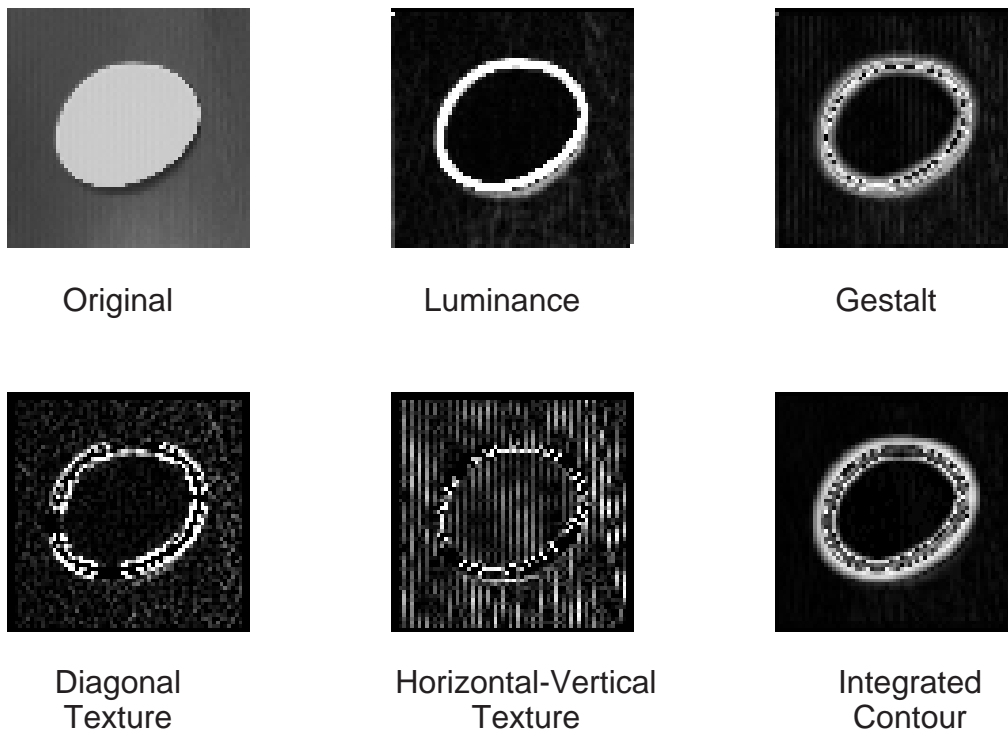 Original
Luminance
Gestalt
Diagonal
Texture
Horizontal-Vertical
Texture
Integrated
Contour